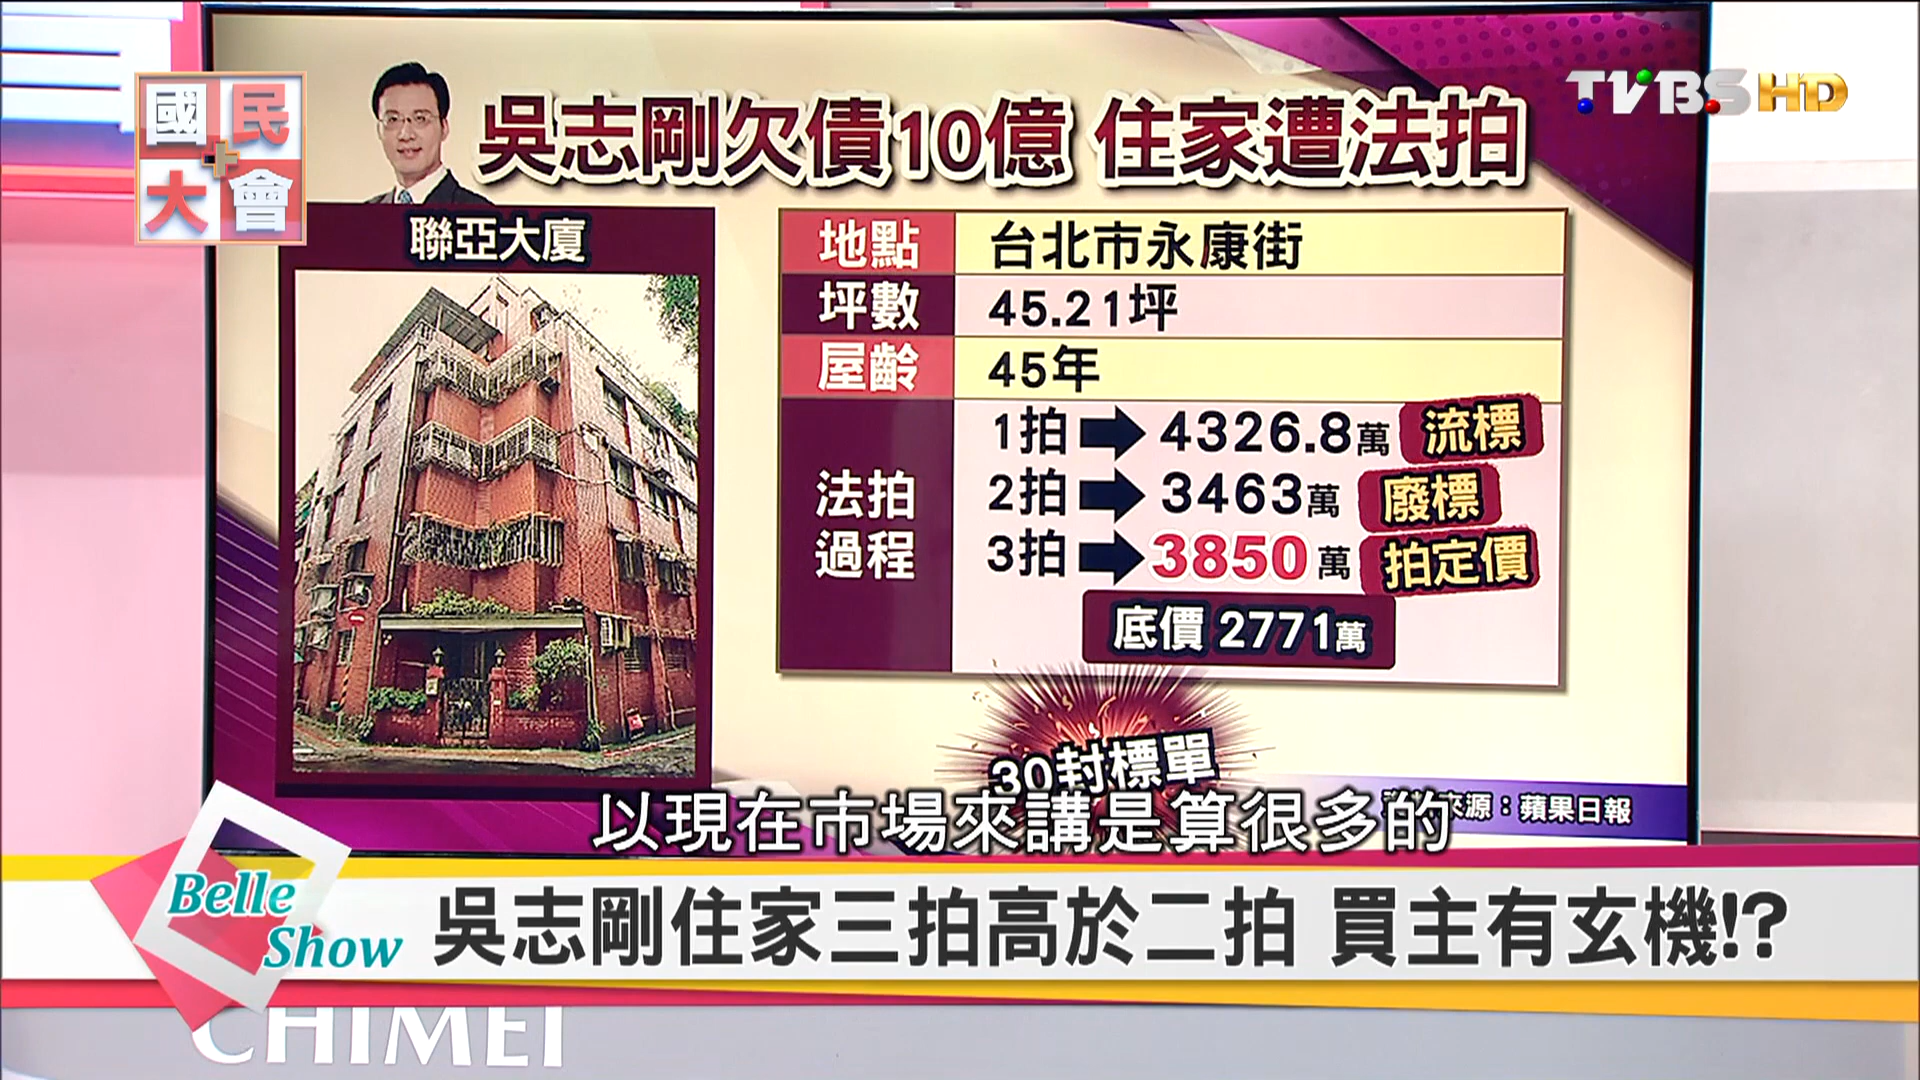 國民
大會
TVBS HD
吳志剛欠債10億 住家遭法拍
聯亞大廈
地點 台北市永康街
坪數 45.21坪
屋齡 45年
法拍過程
1拍 4326.8萬 流標
2拍 3463萬 廢標
3拍 3850萬 拍定價
底價 2771萬
30封標單
來源：蘋果日報
以現在市場來講是算很多的
Belle Show
吳志剛住家三拍高於二拍 買主有玄機!?
CHIMEI